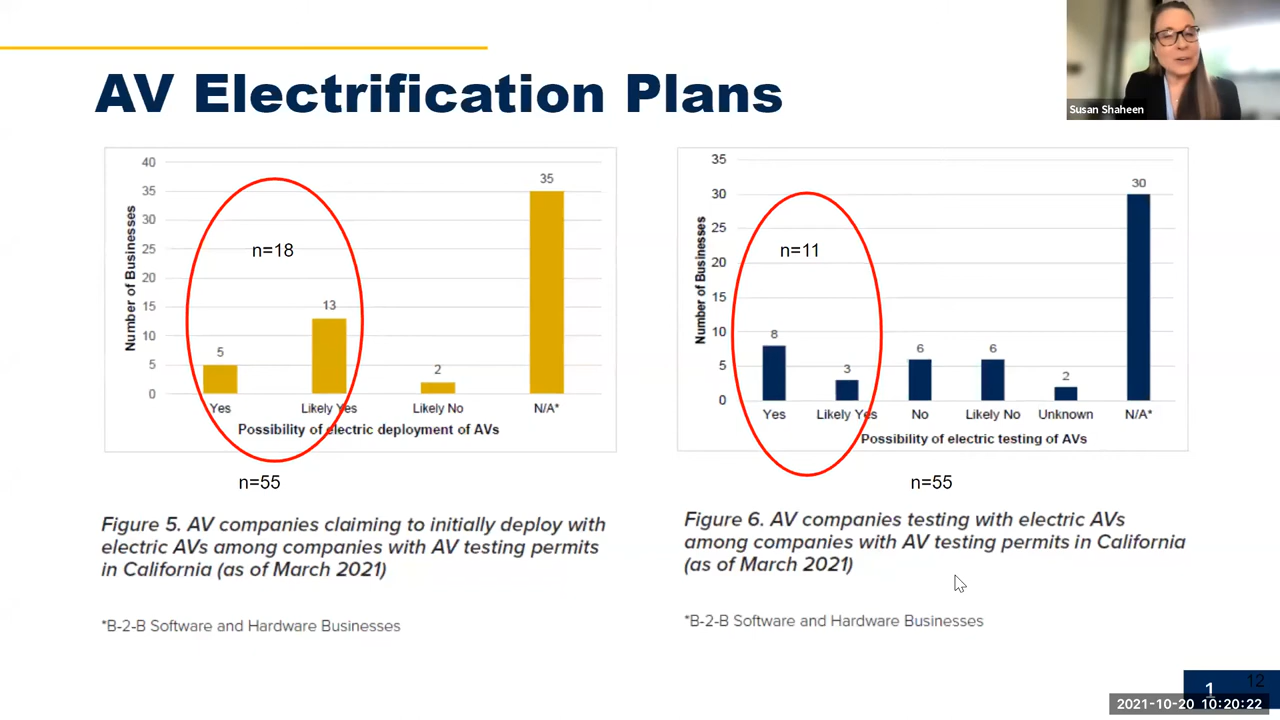 AV Electrification Plans
Susan Shaheen
40
35
30
25
20
15
10
5
0
Number of Businesses
n=18
5
13
2
35
Yes
Likely Yes
Likely No
N/A*
Possibility of electric deployment of AVs
n=55
Figure 5. AV companies claiming to initially deploy with
electric AVs among companies with AV testing permits
in California (as of March 2021)
*B-2-B Software and Hardware Businesses
35
30
25
20
15
10
5
0
Number of Businesses
n=11
8
3
6
6
2
30
Yes
Likely Yes
No
Likely No
Unknown
N/A*
Possibility of electric testing of AVs
n=55
Figure 6. AV companies testing with electric AVs
among companies with AV testing permits in California
(as of March 2021)
*B-2-B Software and Hardware Businesses
12
1
2021-10-20 10:20:22